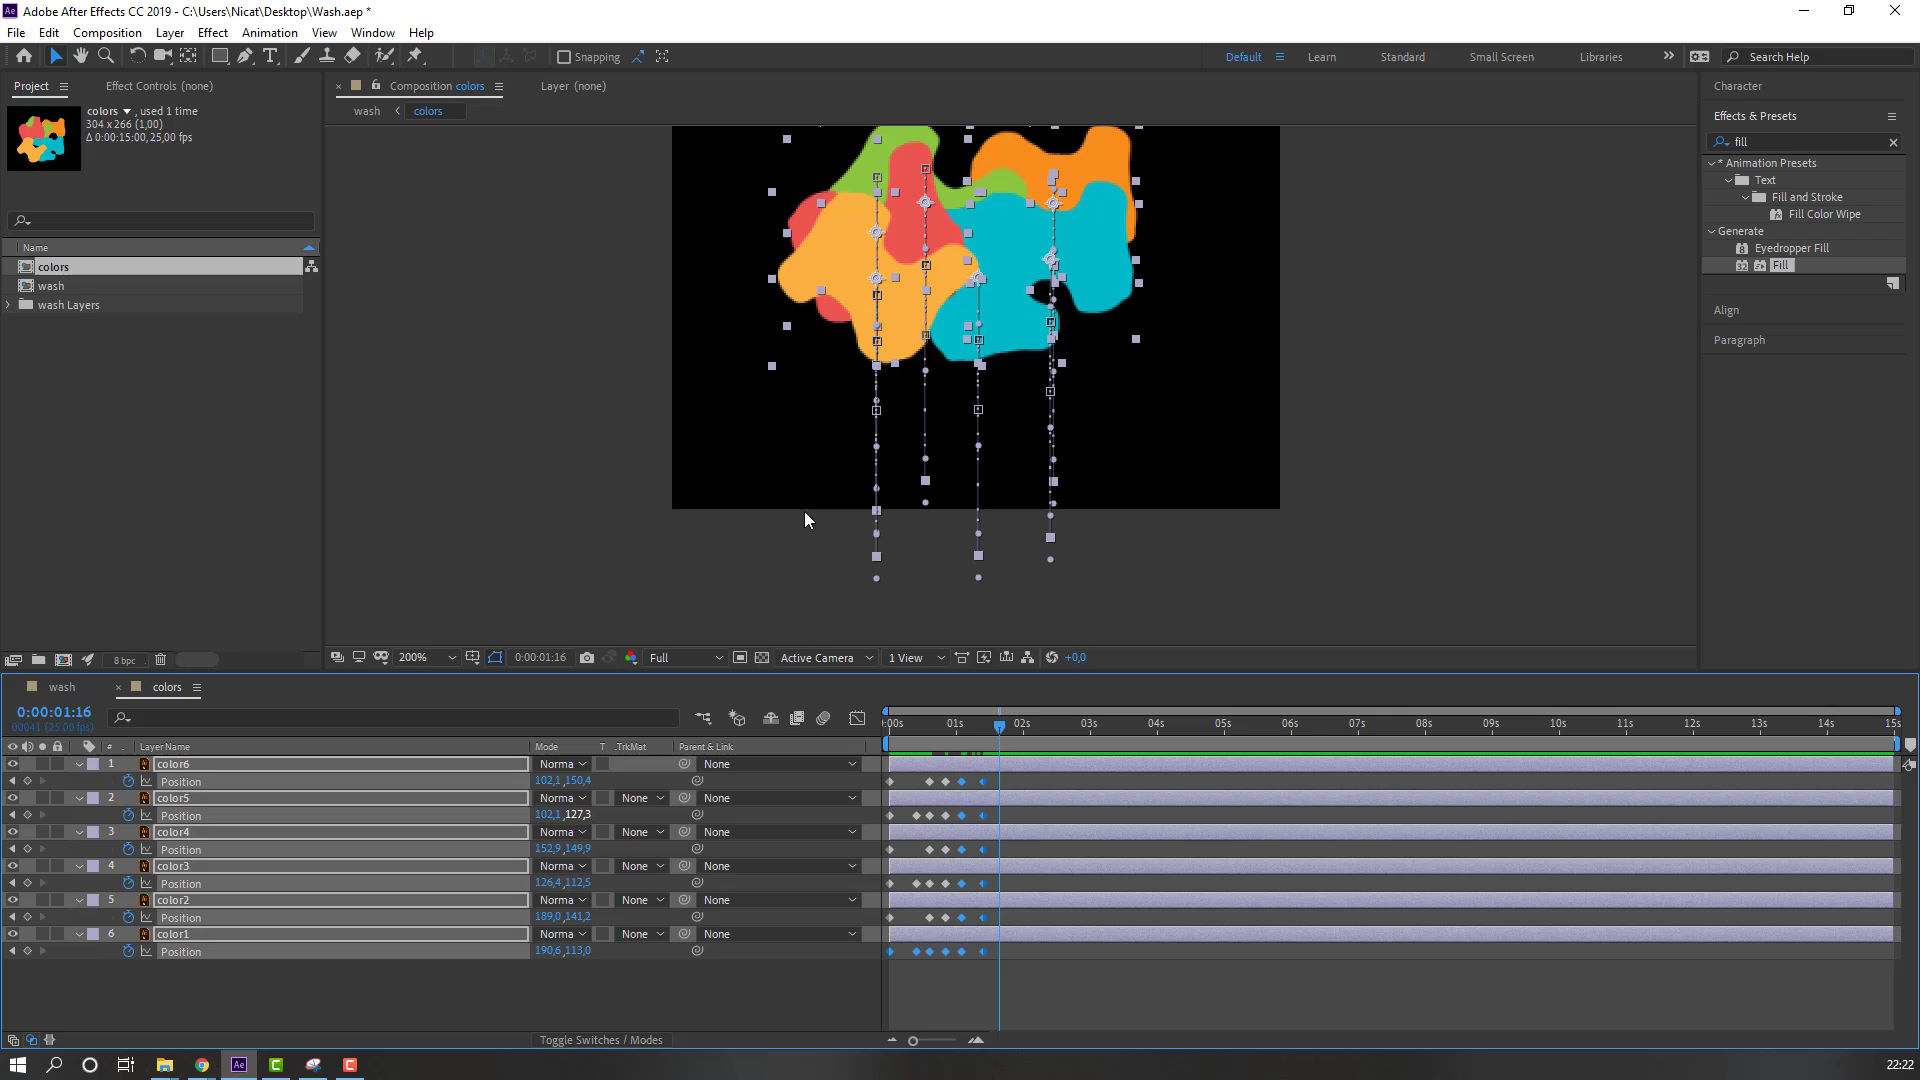 Adobe After Effects CC 2019 - C:\Users\Nicat\Desktop\Wash.aep *
File Edit Composition Layer Effect Animation View Window Help
Snapping
Default Learn Standard Small Screen Libraries Search Help
Project Effect Controls (none)
Composition colors Layer (none)
wash colors
colors , used 1 time
304 x 266 (1,00)
Δ 0:00:15:00, 25,00 fps
Name
colors
wash
wash Layers
8 bpc
200% 0:00:01:16 Full Active Camera 1 View +0,0
Character
Effects & Presets
fill
* Animation Presets
Text
Fill and Stroke
Fill Color Wipe
Generate
Eyedropper Fill
Fill
Align
Paragraph
wash colors
0:00:01:16
00041 (25.00 fps)
:00s 01s 02s 03s 04s 05s 06s 07s 08s 09s 10s 11s 12s 13s 14s 15s
# Layer Name Mode T .TrkMat Parent & Link
1 color6 Norma None
Position 102,1 ,150,4
2 color5 Norma None None
Position 102,1 ,127,3
3 color4 Norma None None
Position 152,9 ,149,9
4 color3 Norma None None
Position 126,4 ,112,5
5 color2 Norma None None
Position 189,0 ,141,2
6 color1 Norma None None
Position 190,6 ,113,0
Toggle Switches / Modes
Ae
22:22